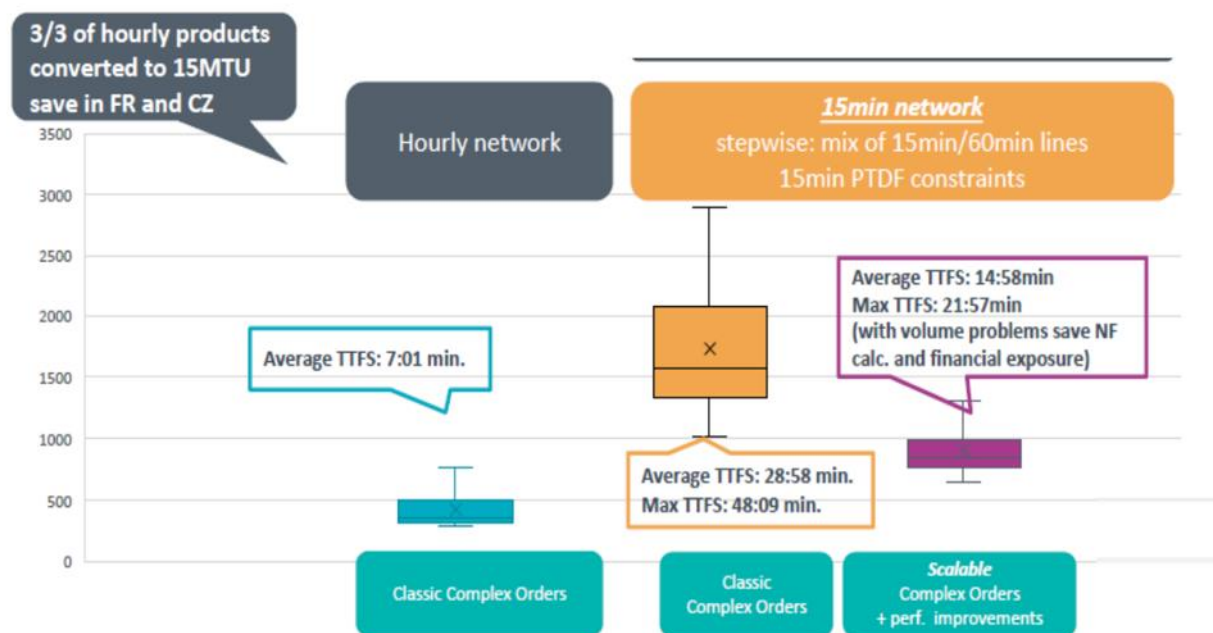 3/3 of hourly products
converted to 15MTU
save in FR and CZ
Hourly network
15min network
stepwise: mix of 15min/60min lines
15min PTDF constraints
3500
3000
2500
2000
1500
1000
500
0
Average TTFS: 7:01 min.
Average TTFS: 28:58 min.
Max TTFS: 48:09 min.
Average TTFS: 14:58min
Max TTFS: 21:57min
(with volume problems save NF
calc. and financial exposure)
Classic Complex Orders
Classic
Complex Orders
Scalable
Complex Orders
+ perf. improvements